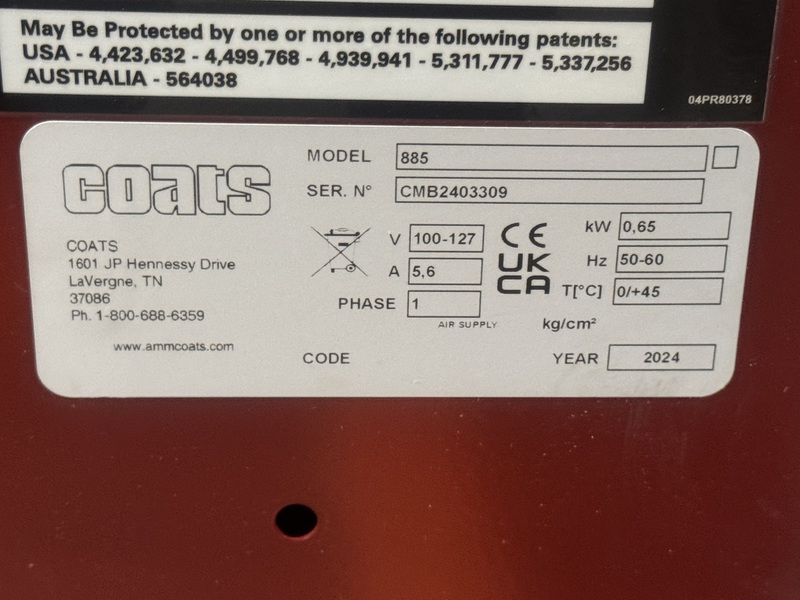 May Be Protected by one or more of the following patents:
USA - 4,423,632 - 4,499,768 - 4,939,941 - 5,311,777 - 5,337,256
AUSTRALIA - 564038
04PR80378
coats
MODEL 885
SER. N° CMB2403309
COATS
1601 JP Hennessy Drive
LaVergne, TN
37086
Ph. 1-800-688-6359
www.ammcoats.com
V 100-127
A 5,6
PHASE 1
CE
UK
CA
kW 0,65
Hz 50-60
T[°C] 0/+45
AIR SUPPLY kg/cm²
CODE
YEAR 2024